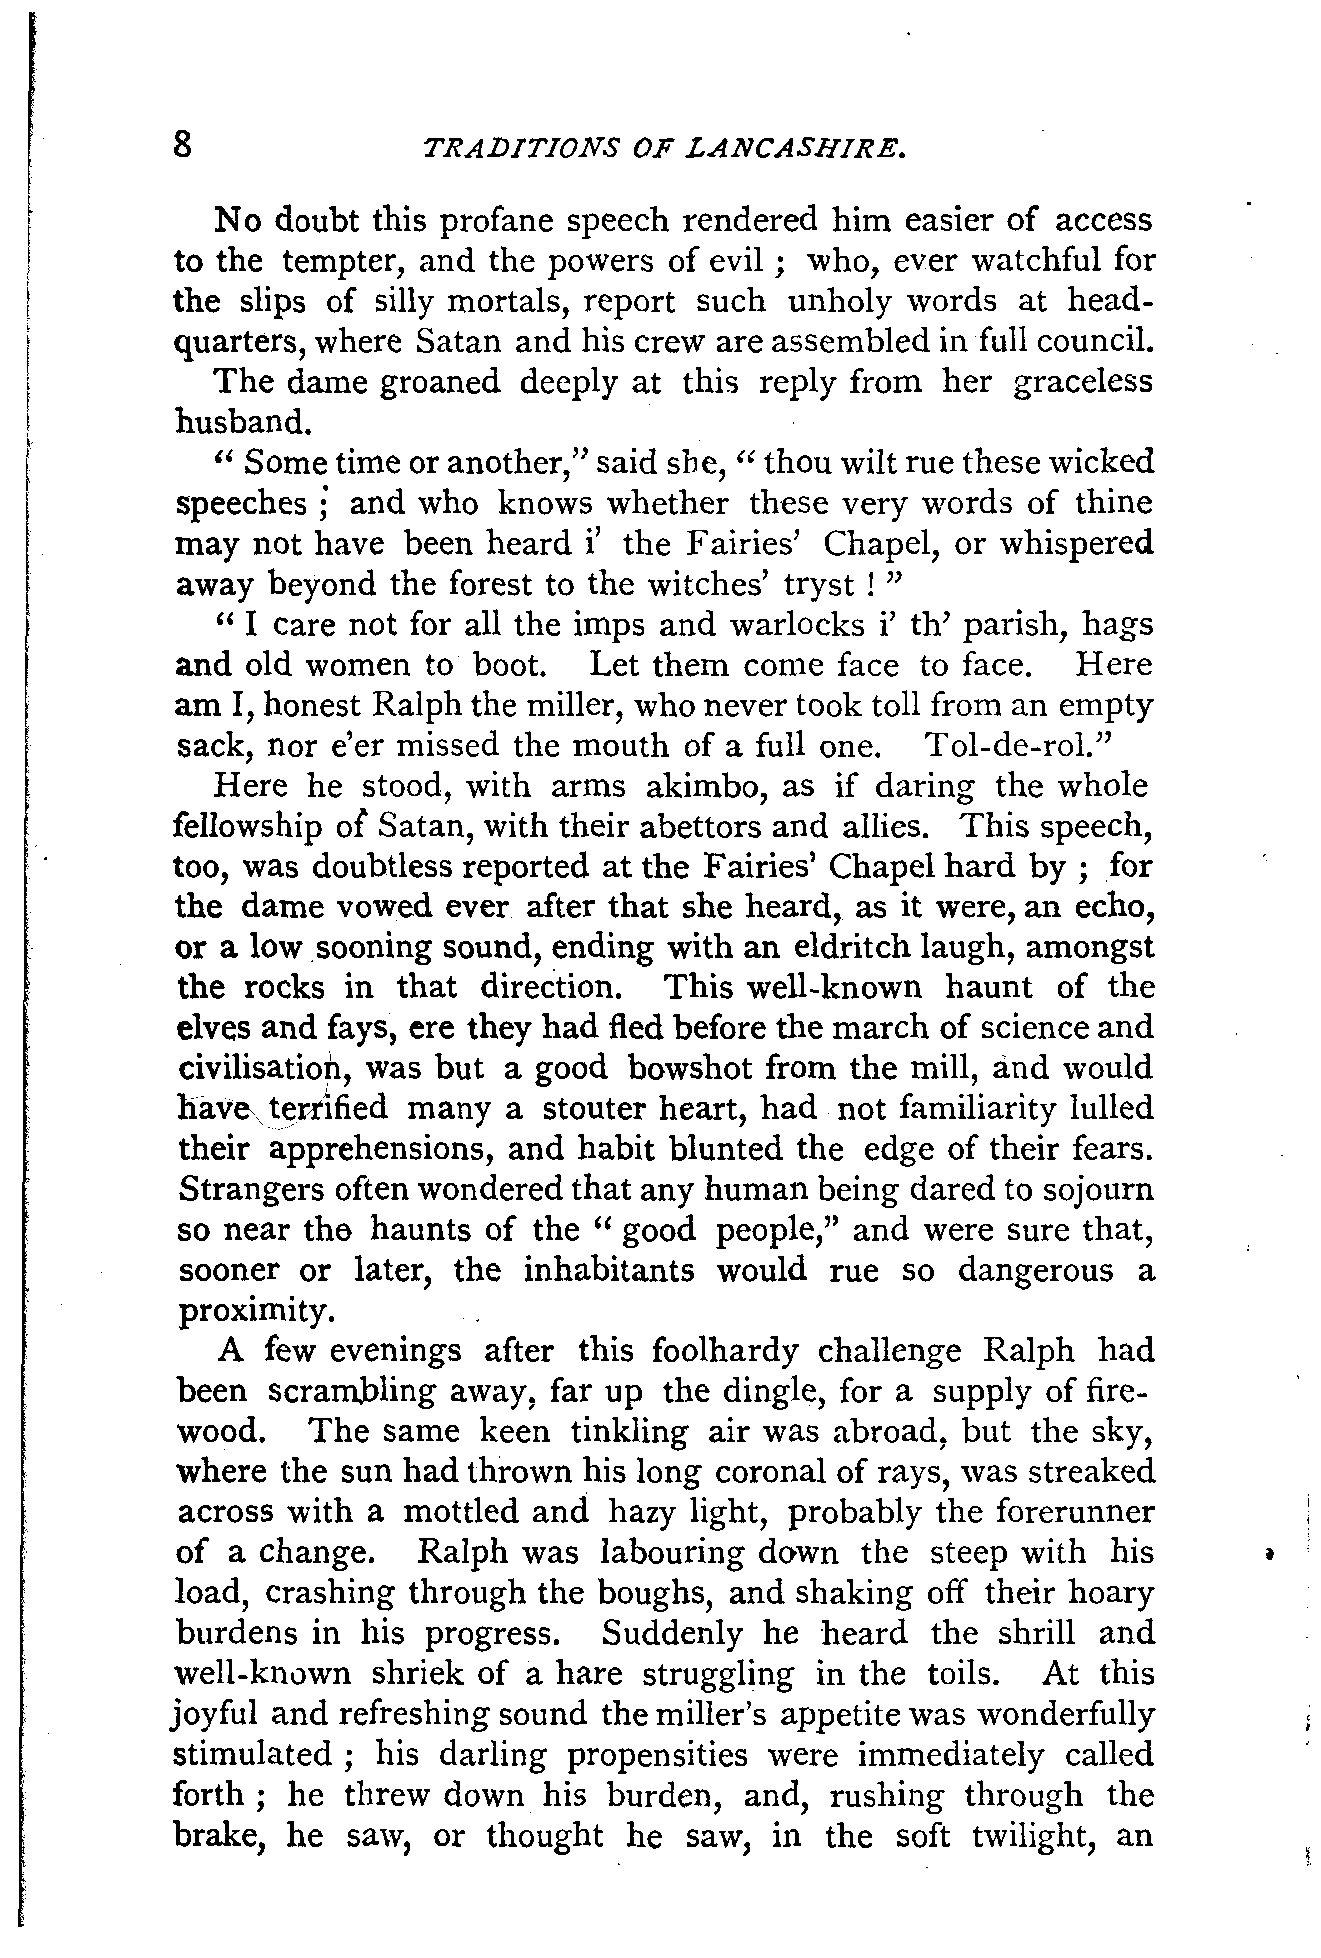 8 TRADITIONS OF LANCASHIRE.
No doubt this profane speech rendered him easier of access
to the tempter, and the powers of evil ; who, ever watchful for
the slips of silly mortals, report such unholy words at head-
quarters, where Satan and his crew are assembled in full council.
The dame groaned deeply at this reply from her graceless
husband.
“ Some time or another,” said she, “ thou wilt rue these wicked
speeches ; and who knows whether these very words of thine
may not have been heard i’ the Fairies’ Chapel, or whispered
away beyond the forest to the witches’ tryst ! ”
“ I care not for all the imps and warlocks i’ th’ parish, hags
and old women to boot. Let them come face to face. Here
am I, honest Ralph the miller, who never took toll from an empty
sack, nor e’er missed the mouth of a full one. Tol-de-rol.”
Here he stood, with arms akimbo, as if daring the whole
fellowship of Satan, with their abettors and allies. This speech,
too, was doubtless reported at the Fairies’ Chapel hard by ; for
the dame vowed ever after that she heard, as it were, an echo,
or a low sooning sound, ending with an eldritch laugh, amongst
the rocks in that direction. This well-known haunt of the
elves and fays, ere they had fled before the march of science and
civilisation, was but a good bowshot from the mill, and would
have terrified many a stouter heart, had not familiarity lulled
their apprehensions, and habit blunted the edge of their fears.
Strangers often wondered that any human being dared to sojourn
so near the haunts of the “ good people,” and were sure that,
sooner or later, the inhabitants would rue so dangerous a
proximity.
A few evenings after this foolhardy challenge Ralph had
been scrambling away, far up the dingle, for a supply of fire-
wood. The same keen tinkling air was abroad, but the sky,
where the sun had thrown his long coronal of rays, was streaked
across with a mottled and hazy light, probably the forerunner
of a change. Ralph was labouring down the steep with his
load, crashing through the boughs, and shaking off their hoary
burdens in his progress. Suddenly he heard the shrill and
well-known shriek of a hare struggling in the toils. At this
joyful and refreshing sound the miller’s appetite was wonderfully
stimulated ; his darling propensities were immediately called
forth ; he threw down his burden, and, rushing through the
brake, he saw, or thought he saw, in the soft twilight, an